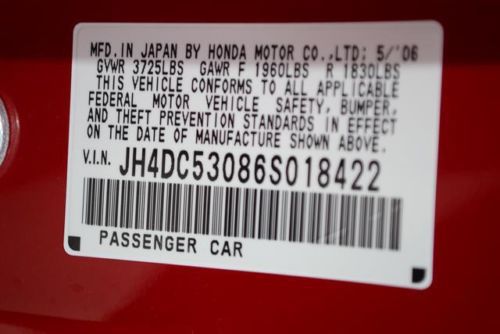 MFD.IN JAPAN BY HONDA MOTOR CO.,LTD: 5/'06
GVWR 3725LBS GAWR F 1960LBS R 1830LBS
THIS VEHICLE CONFORMS TO ALL APPLICABLE
FEDERAL MOTOR VEHICLE SAFETY, BUMPER,
AND THEFT PREVENTION STANDARDS IN EFFECT
ON THE DATE OF MANUFACTURE SHOWN ABOVE.
V.I.N. JH4DC53086S018422
PASSENGER CAR